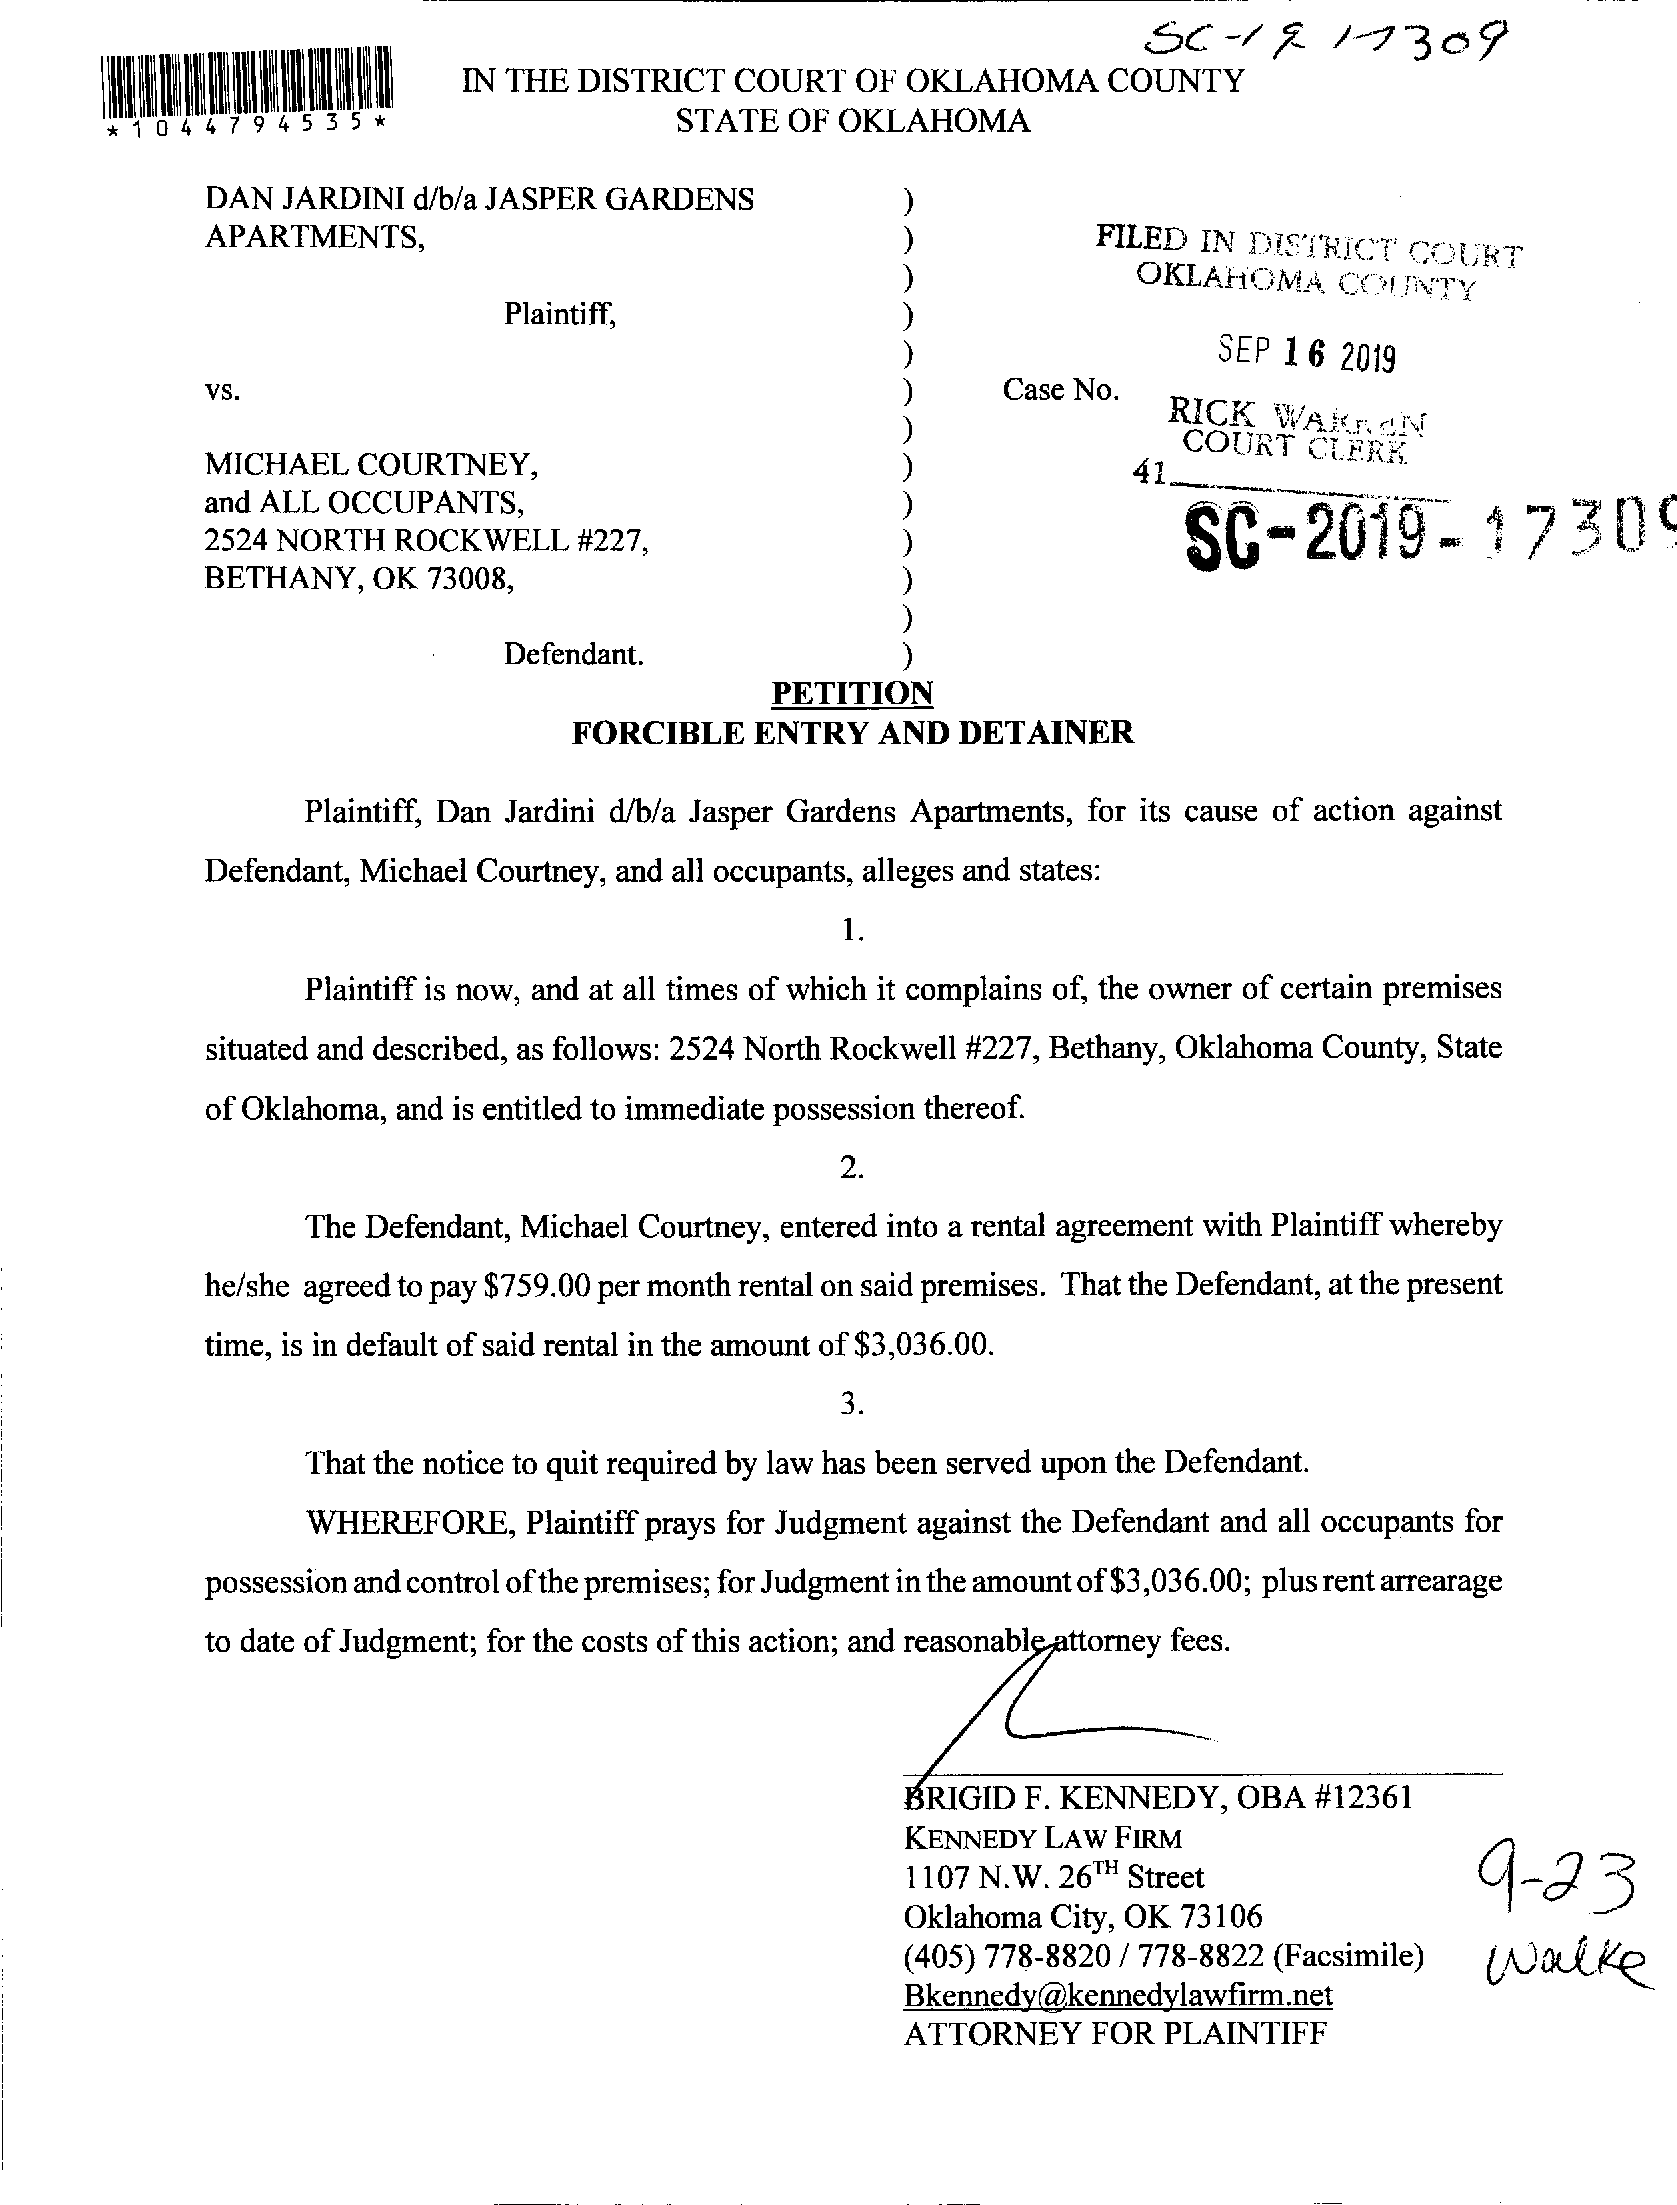 SC-19 17309
*1044794535*
IN THE DISTRICT COURT OF OKLAHOMA COUNTY
STATE OF OKLAHOMA
DAN JARDINI d/b/a JASPER GARDENS )
APARTMENTS, )
)
Plaintiff, )
)
vs. )
)
MICHAEL COURTNEY, )
and ALL OCCUPANTS, )
2524 NORTH ROCKWELL #227, )
BETHANY, OK 73008, )
)
Defendant. )
FILED IN DISTRICT COURT
OKLAHOMA COUNTY
SEP 16 2019
Case No.
RICK WARREN
COURT CLERK
41
SC-2019-17309
PETITION
FORCIBLE ENTRY AND DETAINER
Plaintiff, Dan Jardini d/b/a Jasper Gardens Apartments, for its cause of action against
Defendant, Michael Courtney, and all occupants, alleges and states:
1.
Plaintiff is now, and at all times of which it complains of, the owner of certain premises
situated and described, as follows: 2524 North Rockwell #227, Bethany, Oklahoma County, State
of Oklahoma, and is entitled to immediate possession thereof.
2.
The Defendant, Michael Courtney, entered into a rental agreement with Plaintiff whereby
he/she agreed to pay $759.00 per month rental on said premises. That the Defendant, at the present
time, is in default of said rental in the amount of $3,036.00.
3.
That the notice to quit required by law has been served upon the Defendant.
WHEREFORE, Plaintiff prays for Judgment against the Defendant and all occupants for
possession and control of the premises; for Judgment in the amount of $3,036.00; plus rent arrearage
to date of Judgment; for the costs of this action; and reasonable attorney fees.
BRIGID F. KENNEDY, OBA #12361
KENNEDY LAW FIRM
1107 N.W. 26TH Street
Oklahoma City, OK 73106
(405) 778-8820 / 778-8822 (Facsimile)
Bkennedy@kennedylawfirm.net
ATTORNEY FOR PLAINTIFF
9-23
Walke